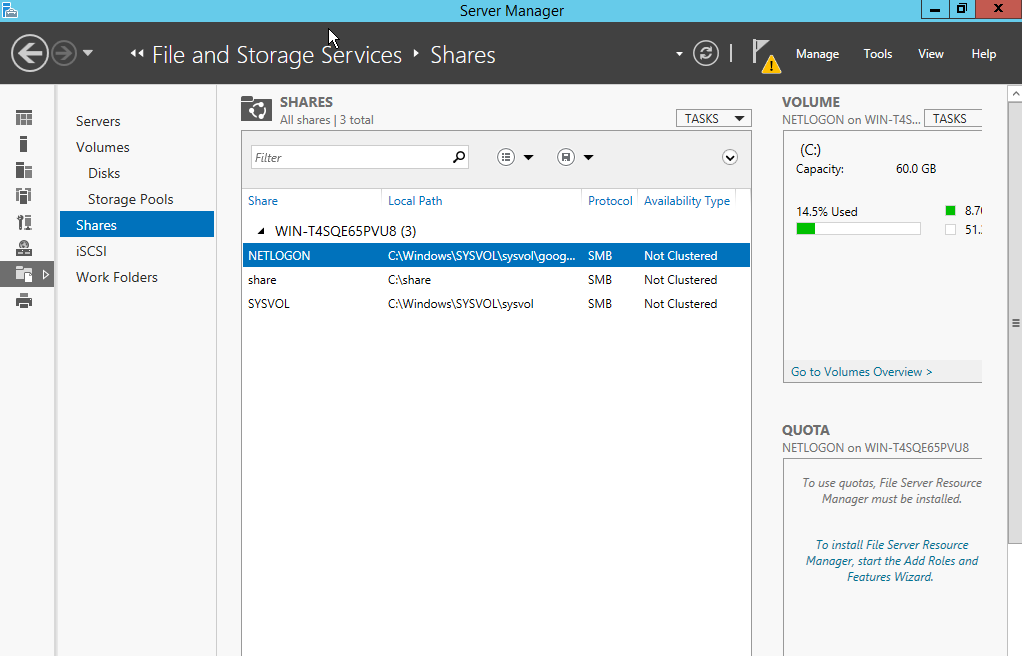 Server Manager
File and Storage Services
Shares
Manage
Tools
View
Help
Servers
Volumes
Disks
Storage Pools
Shares
iSCSI
Work Folders
SHARES
All shares | 3 total
TASKS
Filter
Share Local Path Protocol Availability Type
WIN-T4SQE65PVU8 (3)
NETLOGON C:\Windows\SYSVOL\sysvol\goog... SMB Not Clustered
share C:\share SMB Not Clustered
SYSVOL C:\Windows\SYSVOL\sysvol SMB Not Clustered
VOLUME
NETLOGON on WIN-T4S...
TASKS
(C:)
Capacity: 60.0 GB
14.5% Used
8.7
51.
Go to Volumes Overview >
QUOTA
NETLOGON on WIN-T4SQE65PVU8
To use quotas, File Server Resource
Manager must be installed.
To install File Server Resource
Manager, start the Add Roles and
Features Wizard.